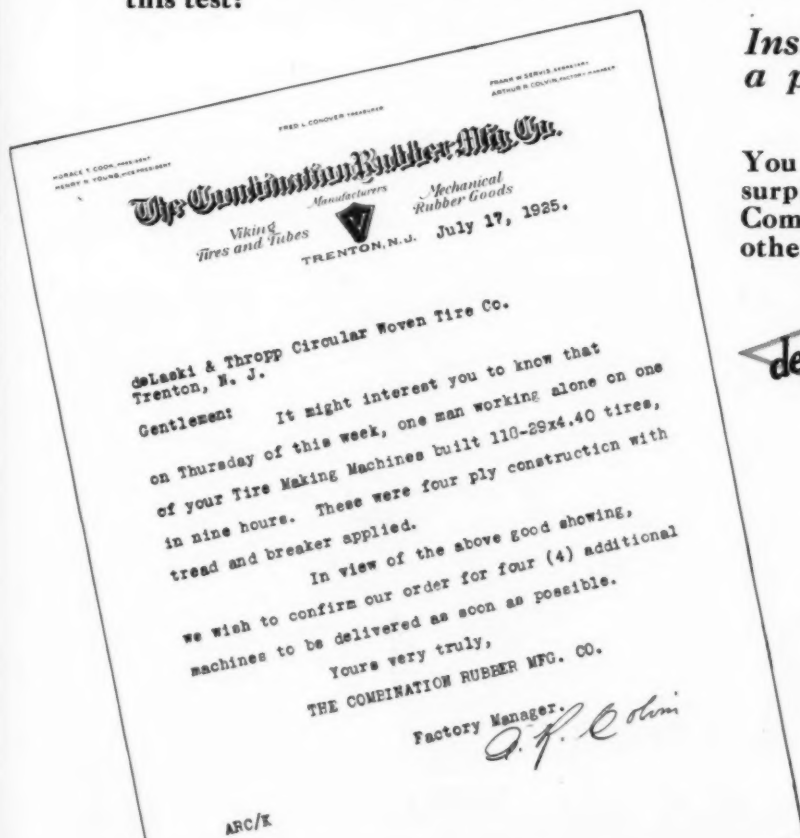 this test?
Ins
a p
You
surp
Com
othe
de
HORACE T. COOK, PRESIDENT
HENRY N. YOUNG, VICE PRESIDENT
FRED L. CONOVER TREASURER
FRANK W. SERVIS, SECRETARY
ARTHUR R. COLVIN, FACTORY MANAGER
The Combination Rubber Mfg. Co.
Manufacturers
Viking
Tires and Tubes
V
Mechanical
Rubber Goods
TRENTON, N. J.
July 17, 1925.
deLaski & Thropp Circular Woven Tire Co.
Trenton, N. J.
Gentlemen:
It might interest you to know that
on Thursday of this week, one man working alone on one
of your Tire Making Machines built 110-29x4.40 tires,
in nine hours. These were four ply construction with
tread and breaker applied.
In view of the above good showing,
we wish to confirm our order for four (4) additional
machines to be delivered as soon as possible.
Yours very truly,
THE COMBINATION RUBBER MFG. CO.
Factory Manager.
A. R. Colvin
ARC/K